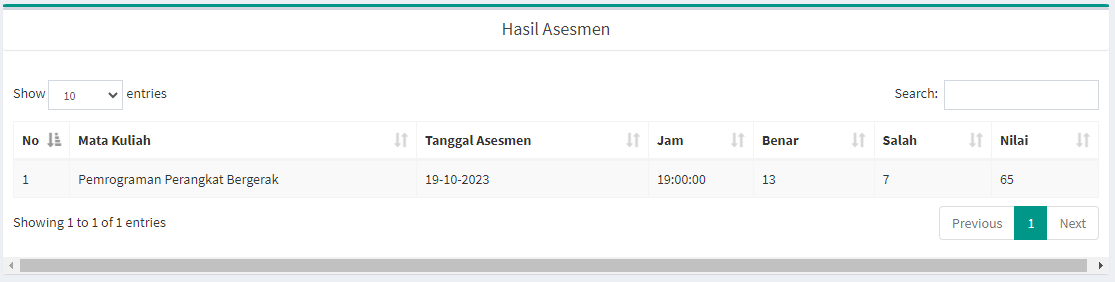 Hasil Asesmen
Show 10 entries Search:
No Mata Kuliah Tanggal Asesmen Jam Benar Salah Nilai
1 Pemrograman Perangkat Bergerak 19-10-2023 19:00:00 13 7 65
Showing 1 to 1 of 1 entries Previous 1 Next